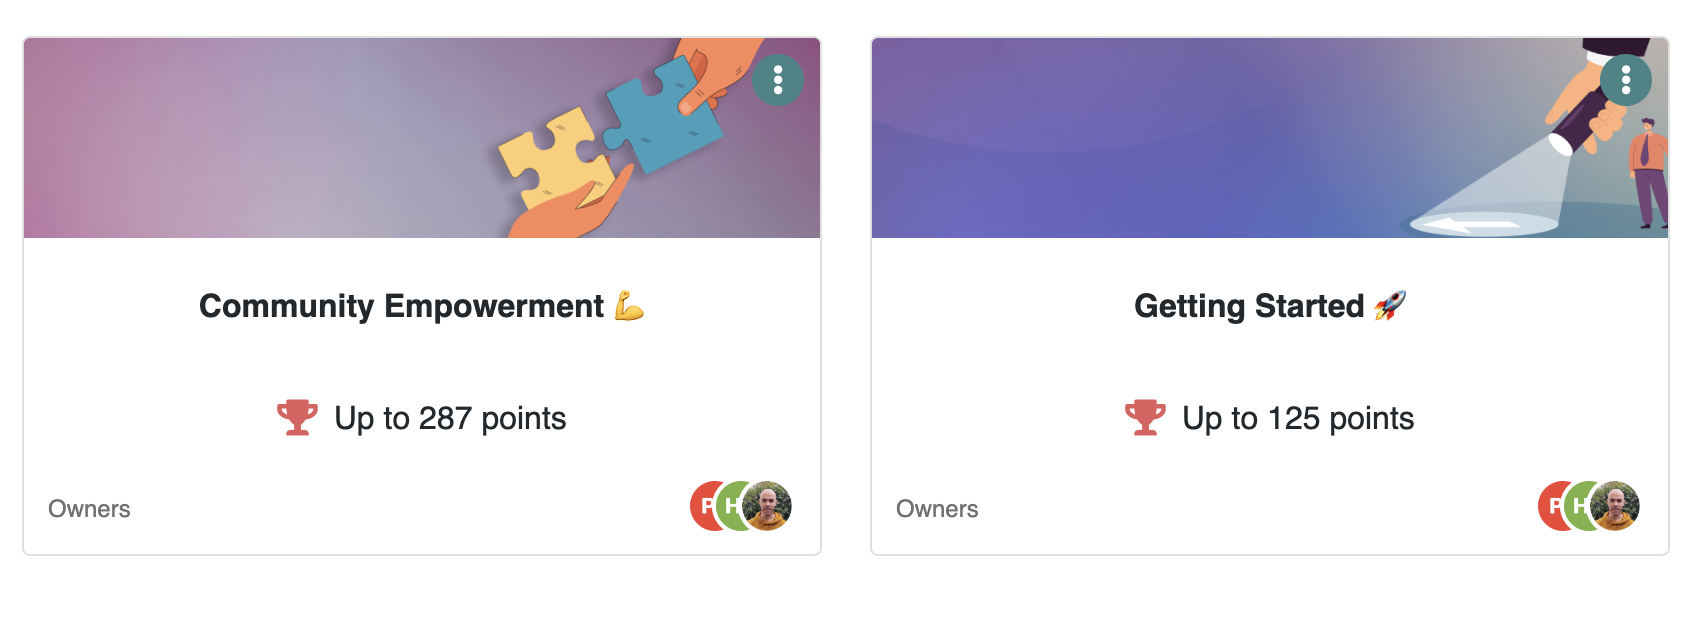 Community Empowerment 💪
Getting Started 🚀
Up to 287 points
Up to 125 points
Owners
P
H
Owners
P
H